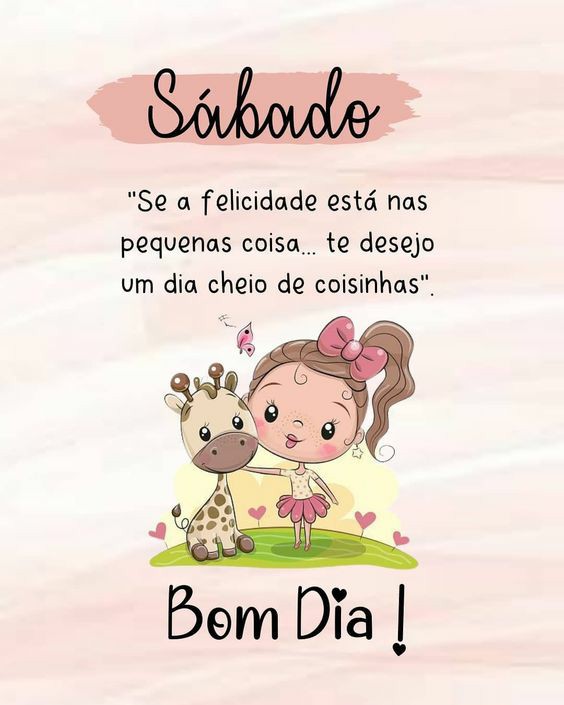 Sábado
"Se a felicidade está nas
pequenas coisa... te desejo
um dia cheio de coisinhas".
Bom Dia!